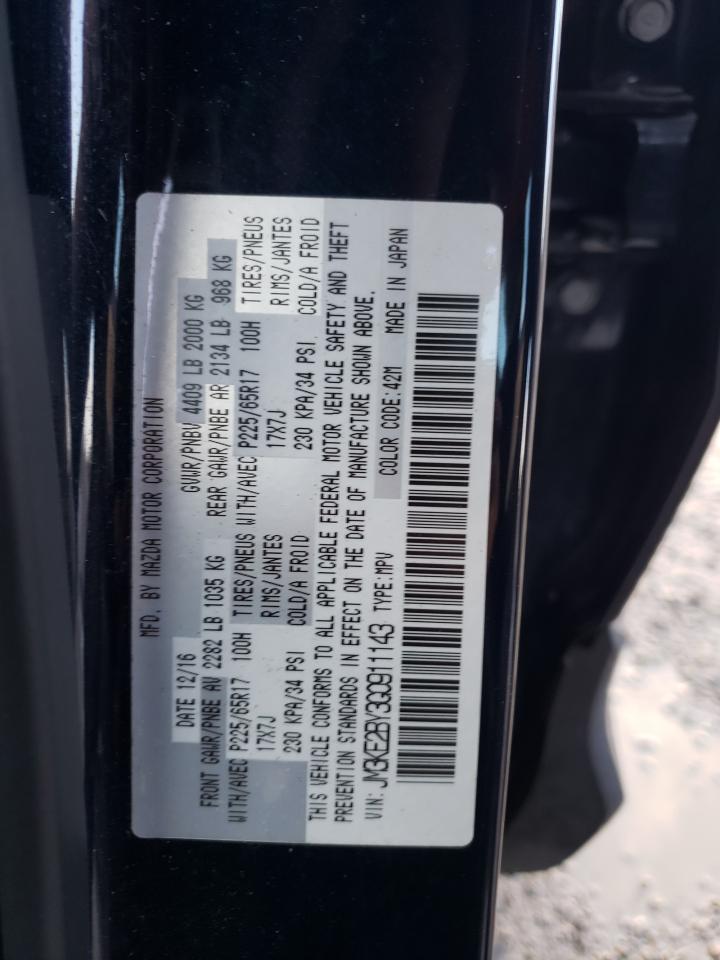 MFD. BY MAZDA MOTOR CORPORATION
DATE 12/16 GVWR/PNBV 4409 LB 2000 KG
FRONT GAWR/PNBE AV 2282 LB 1035 KG REAR GAWR/PNBE AR 2134 LB 968 KG
WITH/AVEC P225/65R17 100H TIRES/PNEUS WITH/AVEC P225/65R17 100H TIRES/PNEUS
17X7J RIMS/JANTES 17X7J RIMS/JANTES
230 KPA/34 PSI COLD/A FROID 230 KPA/34 PSI COLD/A FROID
THIS VEHICLE CONFORMS TO ALL APPLICABLE FEDERAL MOTOR VEHICLE SAFETY AND THEFT
PREVENTION STANDARDS IN EFFECT ON THE DATE OF MANUFACTURE SHOWN ABOVE.
VIN: JM3KE2BY3G0911143 TYPE:MPV COLOR CODE:42M MADE IN JAPAN